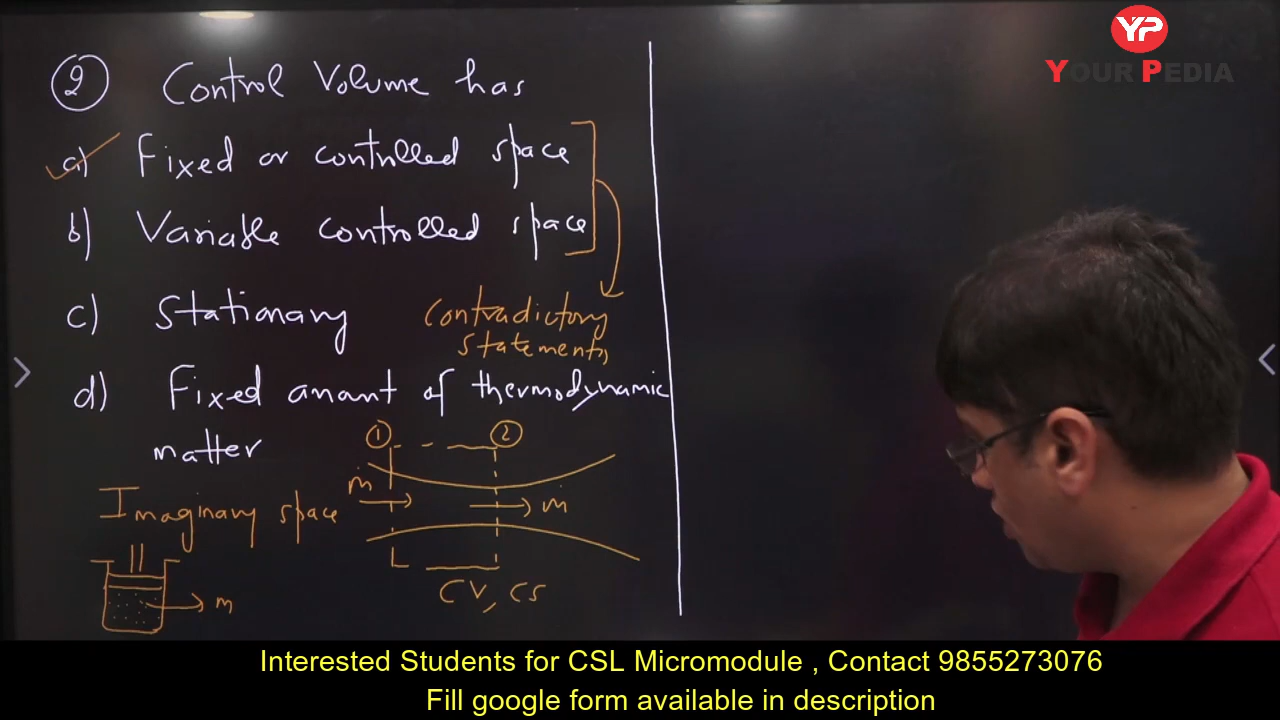 YP
YOUR PEDIA
2 Control Volume has
a) Fixed or controlled space
b) Variable controlled space
c) Stationary
Contradictory
statements
d) Fixed amant of thermodynamic
matter
1 2
ṁ
ṁ
Imaginary space
m
CV, CS
Interested Students for CSL Micromodule , Contact 9855273076
Fill google form available in description